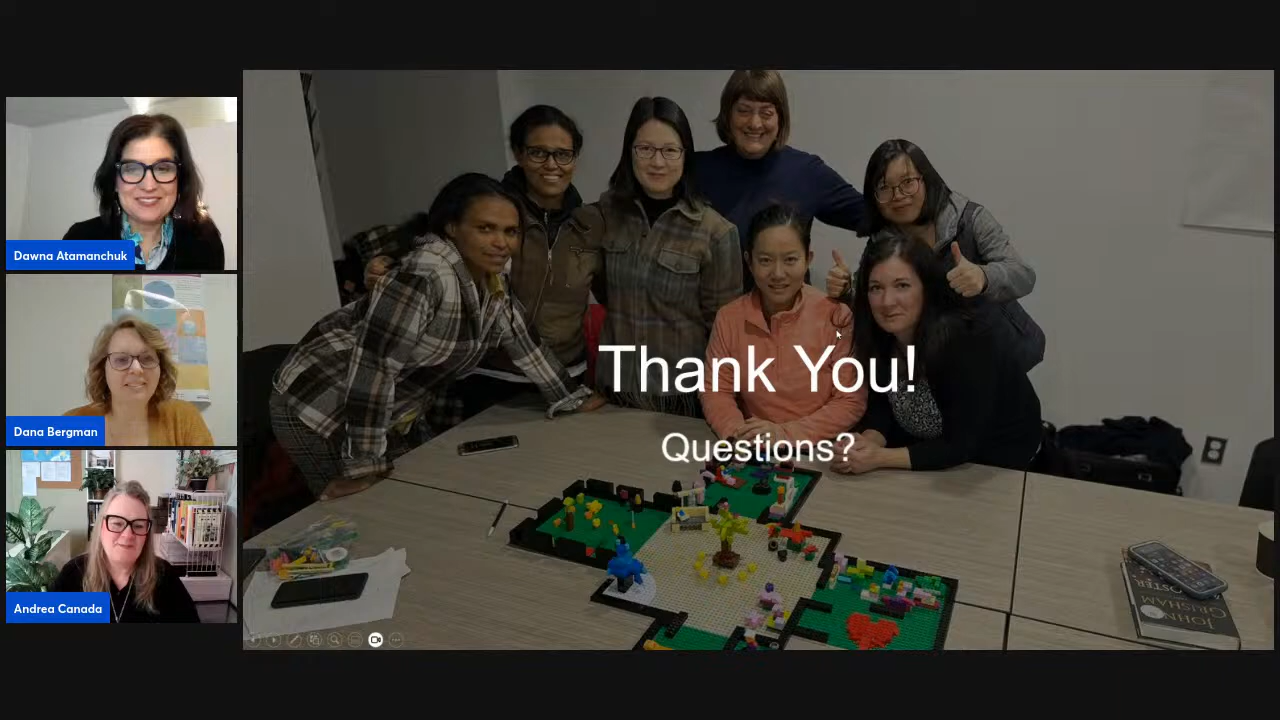 Dawna Atamanchuk
Dana Bergman
Andrea Canada
Thank You!
Questions?
JOHN
GRISHAM